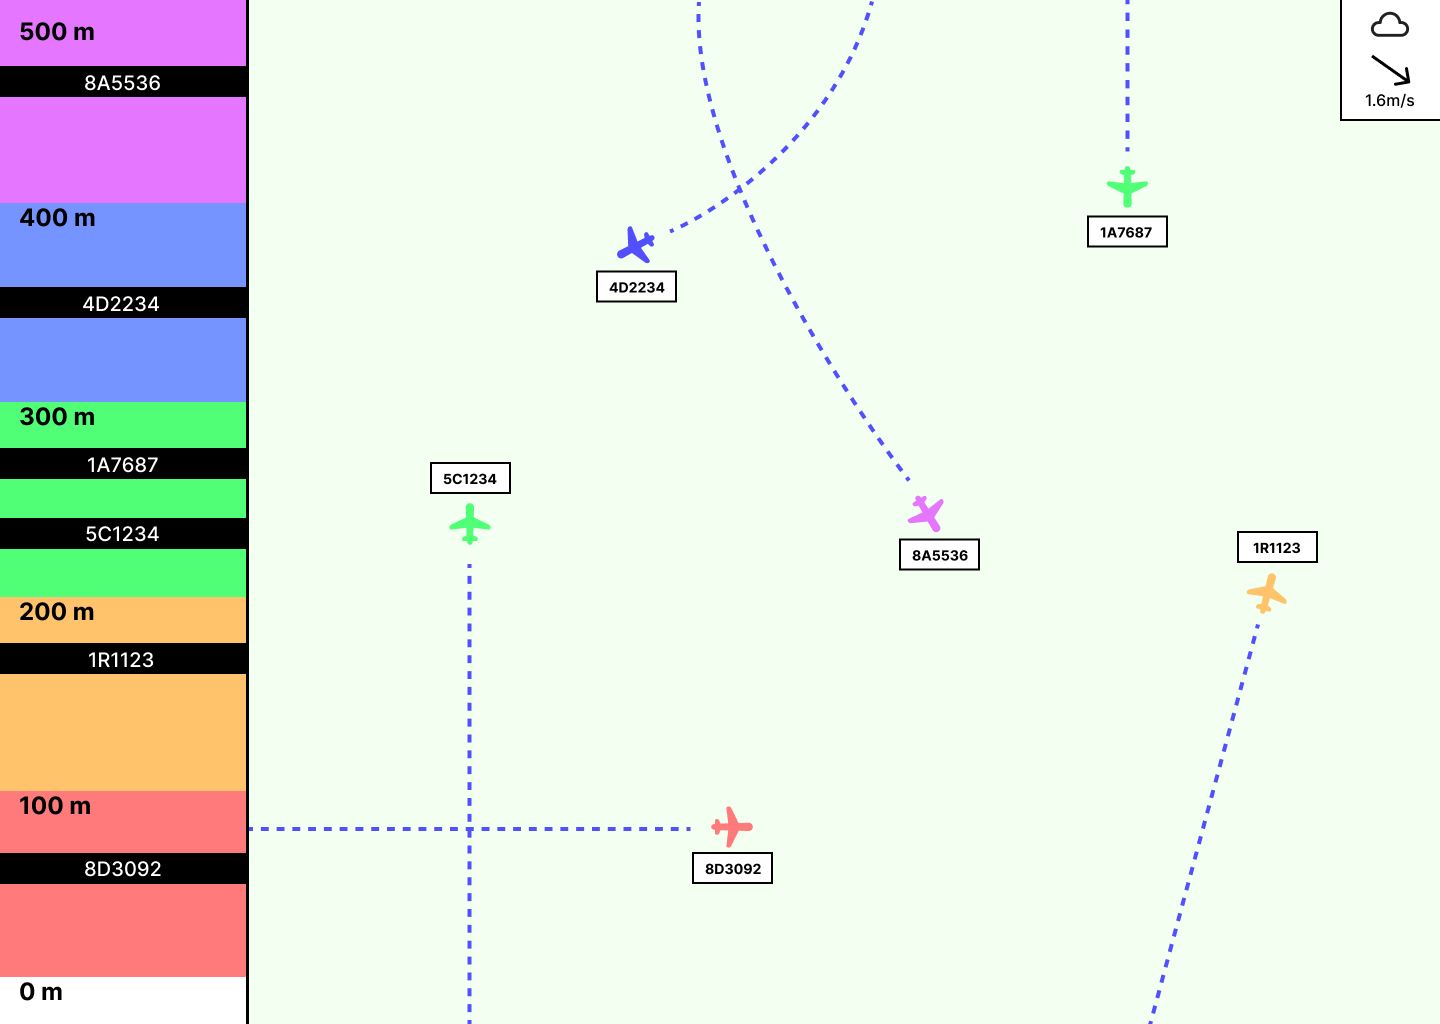 500 m
8A5536
400 m
4D2234
300 m
1A7687
5C1234
200 m
1R1123
100 m
8D3092
0 m
1.6m/s
1A7687
4D2234
5C1234
8A5536
1R1123
8D3092